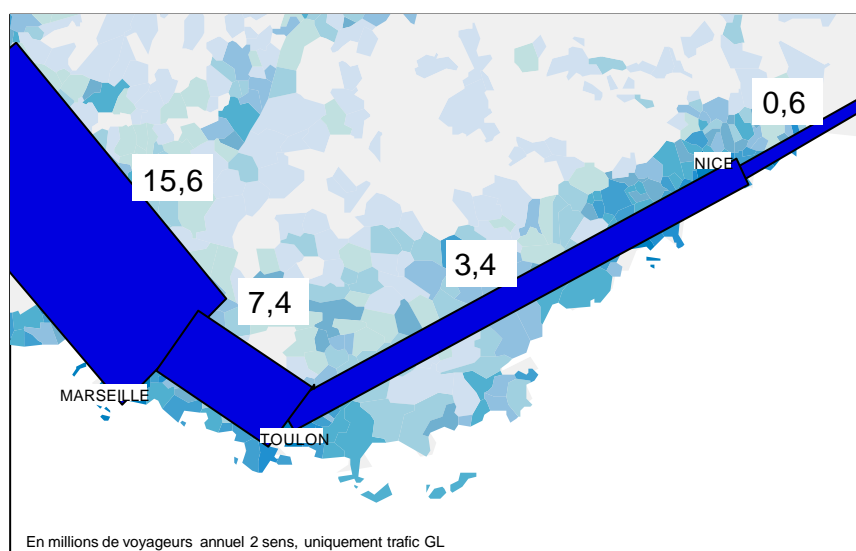 0,6
NICE
15,6
3,4
7,4
MARSEILLE
TOULON
En millions de voyageurs annuel 2 sens, uniquement trafic GL